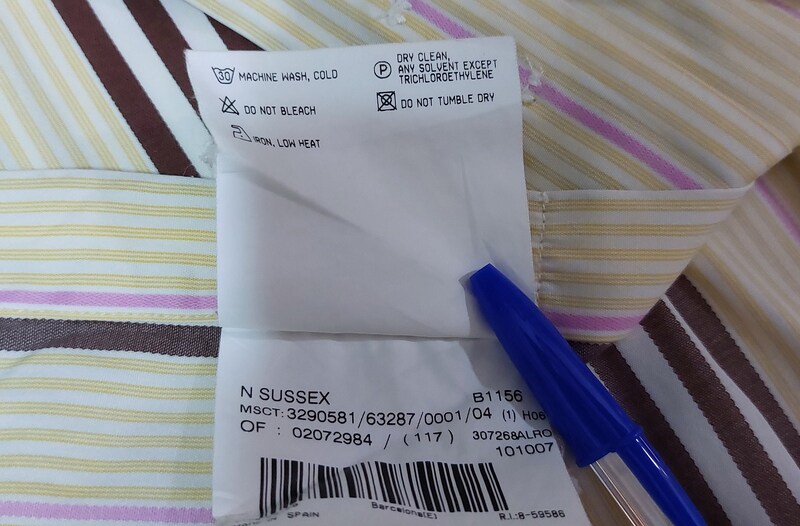 30 MACHINE WASH, COLD
DO NOT BLEACH
IRON, LOW HEAT
P DRY CLEAN,
ANY SOLVENT EXCEPT
TRICHLOROETHYLENE
DO NOT TUMBLE DRY
N SUSSEX B1156
MSCT: 3290581/63287/0001/04 (1) H06
OF : 02072984 / (117) 307268ALRO
101007
SPAIN Barcelona(E) R.I.:8-59586